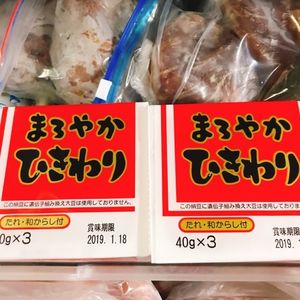 まろやか
ひきわり
この納豆に遺伝子組み換え大豆は使用しておりません。
たれ・和からし付
0g×3
賞味期限
2019.1.18
まろやか
ひきわり
この納豆に遺伝子組み換え大豆は使用しておりません。
たれ・和からし付
40g×3
賞味期限
2019. 1